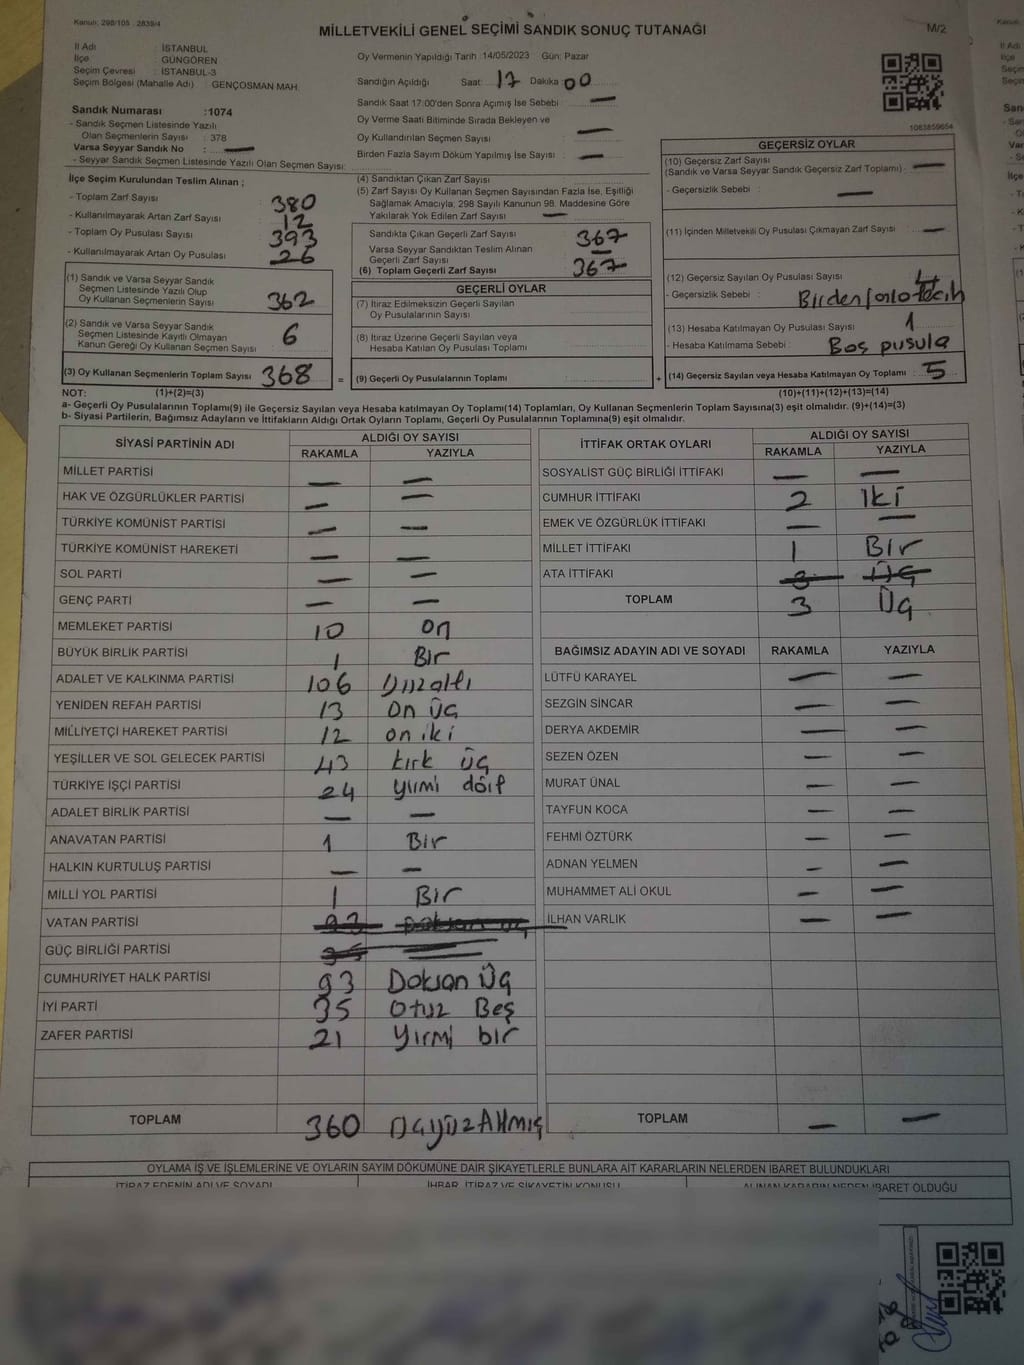 Kanun: 298/105 - 2839/4
MİLLETVEKİLİ GENEL SEÇİMİ SANDIK SONUÇ TUTANAĞI
M/2
İl Adı : İSTANBUL
İlçe : GÜNGÖREN
Seçim Çevresi : İSTANBUL-3
Seçim Bölgesi (Mahalle Adı) : GENÇOSMAN MAH.
Sandık Numarası :1074
- Sandık Seçmen Listesinde Yazılı
Olan Seçmenlerin Sayısı : 378
Varsa Seyyar Sandık No : —
- Seyyar Sandık Seçmen Listesinde Yazılı Olan Seçmen Sayısı:
Oy Vermenin Yapıldığı Tarih :14/05/2023 Gün: Pazar
Sandığın Açıldığı Saat: 17 Dakika 00
Sandık Saat 17:00'den Sonra Açılmış İse Sebebi : —
Oy Verme Saati Bitiminde Sırada Bekleyen ve
Oy Kullandırılan Seçmen Sayısı : —
Birden Fazla Sayım Döküm Yapılmış İse Sayısı : —
1083859654
İlçe Seçim Kurulundan Teslim Alınan ;
- Toplam Zarf Sayısı : 380
- Kullanılmayarak Artan Zarf Sayısı : 12
- Toplam Oy Pusulası Sayısı : 393
- Kullanılmayarak Artan Oy Pusulası : 26
(1) Sandık ve Varsa Seyyar Sandık
Seçmen Listesinde Yazılı Olup
Oy Kullanan Seçmenlerin Sayısı : 362
(2) Sandık ve Varsa Seyyar Sandık
Seçmen Listesinde Kayıtlı Olmayan
Kanun Gereği Oy Kullanan Seçmen Sayısı : 6
(3) Oy Kullanan Seçmenlerin Toplam Sayısı 368 =
(4) Sandıktan Çıkan Zarf Sayısı :
(5) Zarf Sayısı Oy Kullanan Seçmen Sayısından Fazla İse, Eşitliği
Sağlamak Amacıyla; 298 Sayılı Kanunun 98. Maddesine Göre
Yakılarak Yok Edilen Zarf Sayısı : —
Sandıkta Çıkan Geçerli Zarf Sayısı : 367
Varsa Seyyar Sandıktan Teslim Alınan
Geçerli Zarf Sayısı : —
(6) Toplam Geçerli Zarf Sayısı : 367
GEÇERLİ OYLAR
(7) İtiraz Edilmeksizin Geçerli Sayılan
Oy Pusulalarının Sayısı :
(8) İtiraz Üzerine Geçerli Sayılan veya
Hesaba Katılan Oy Pusulası Toplamı :
(9) Geçerli Oy Pusulalarının Toplamı : +
GEÇERSİZ OYLAR
(10) Geçersiz Zarf Sayısı
(Sandık ve Varsa Seyyar Sandık Geçersiz Zarf Toplamı) : —
- Geçersizlik Sebebi : —
(11) İçinden Milletvekili Oy Pusulası Çıkmayan Zarf Sayısı : —
(12) Geçersiz Sayılan Oy Pusulası Sayısı : 4
- Geçersizlik Sebebi : Birden fazla tecih
(13) Hesaba Katılmayan Oy Pusulası Sayısı : 1
- Hesaba Katılmama Sebebi : Boş pusula
(14) Geçersiz Sayılan veya Hesaba Katılmayan Oy Toplamı : 5
NOT: (1)+(2)=(3) (10)+(11)+(12)+(13)=(14)
a- Geçerli Oy Pusulalarının Toplamı(9) ile Geçersiz Sayılan veya Hesaba katılmayan Oy Toplamı(14) Toplamları, Oy Kullanan Seçmenlerin Toplam Sayısına(3) eşit olmalıdır. (9)+(14)=(3)
b- Siyasi Partilerin, Bağımsız Adayların ve İttifakların Aldığı Ortak Oyların Toplamı, Geçerli Oy Pusulalarının Toplamına(9) eşit olmalıdır.
SİYASİ PARTİNİN ADI ALDIĞI OY SAYISI
RAKAMLA YAZIYLA
MİLLET PARTİSİ — —
HAK VE ÖZGÜRLÜKLER PARTİSİ — —
TÜRKİYE KOMÜNİST PARTİSİ — —
TÜRKİYE KOMÜNİST HAREKETİ — —
SOL PARTİ — —
GENÇ PARTİ — —
MEMLEKET PARTİSİ 10 on
BÜYÜK BİRLİK PARTİSİ 1 Bir
ADALET VE KALKINMA PARTİSİ 106 Yüzaltı
YENİDEN REFAH PARTİSİ 13 on üç
MİLLİYETÇİ HAREKET PARTİSİ 12 on iki
YEŞİLLER VE SOL GELECEK PARTİSİ 43 kırk üç
TÜRKİYE İŞÇİ PARTİSİ 24 yirmi dört
ADALET BİRLİK PARTİSİ — —
ANAVATAN PARTİSİ 1 Bir
HALKIN KURTULUŞ PARTİSİ — —
MİLLİ YOL PARTİSİ 1 Bir
VATAN PARTİSİ 93 Doksan üç
GÜÇ BİRLİĞİ PARTİSİ 35
CUMHURİYET HALK PARTİSİ 93 Doksan Üç
İYİ PARTİ 35 Otuz Beş
ZAFER PARTİSİ 21 Yırmi bir
TOPLAM 360 ÜçyüzAltmış
İTTİFAK ORTAK OYLARI ALDIĞI OY SAYISI
RAKAMLA YAZIYLA
SOSYALİST GÜÇ BİRLİĞİ İTTİFAKI — —
CUMHUR İTTİFAKI 2 İki
EMEK VE ÖZGÜRLÜK İTTİFAKI — —
MİLLET İTTİFAKI 1 Bir
ATA İTTİFAKI 3 Üç
TOPLAM 3 Üç
BAĞIMSIZ ADAYIN ADI VE SOYADI RAKAMLA YAZIYLA
LÜTFÜ KARAYEL — —
SEZGİN SİNCAR — —
DERYA AKDEMİR — —
SEZEN ÖZEN — —
MURAT ÜNAL — —
TAYFUN KOCA — —
FEHMİ ÖZTÜRK — —
ADNAN YELMEN — —
MUHAMMET ALİ OKUL — —
İLHAN VARLIK — —
TOPLAM — —
OYLAMA İŞ VE İŞLEMLERİNE VE OYLARIN SAYIM DÖKÜMÜNE DAİR ŞİKAYETLERLE BUNLARA AİT KARARLARIN NELERDEN İBARET BULUNDUKLARI
İTİRAZ EDENİN ADI VE SOYADI İHBAR, İTİRAZ VE ŞİKAYETİN KONUSU ALINAN KARARIN NEDEN İBARET OLDUĞU